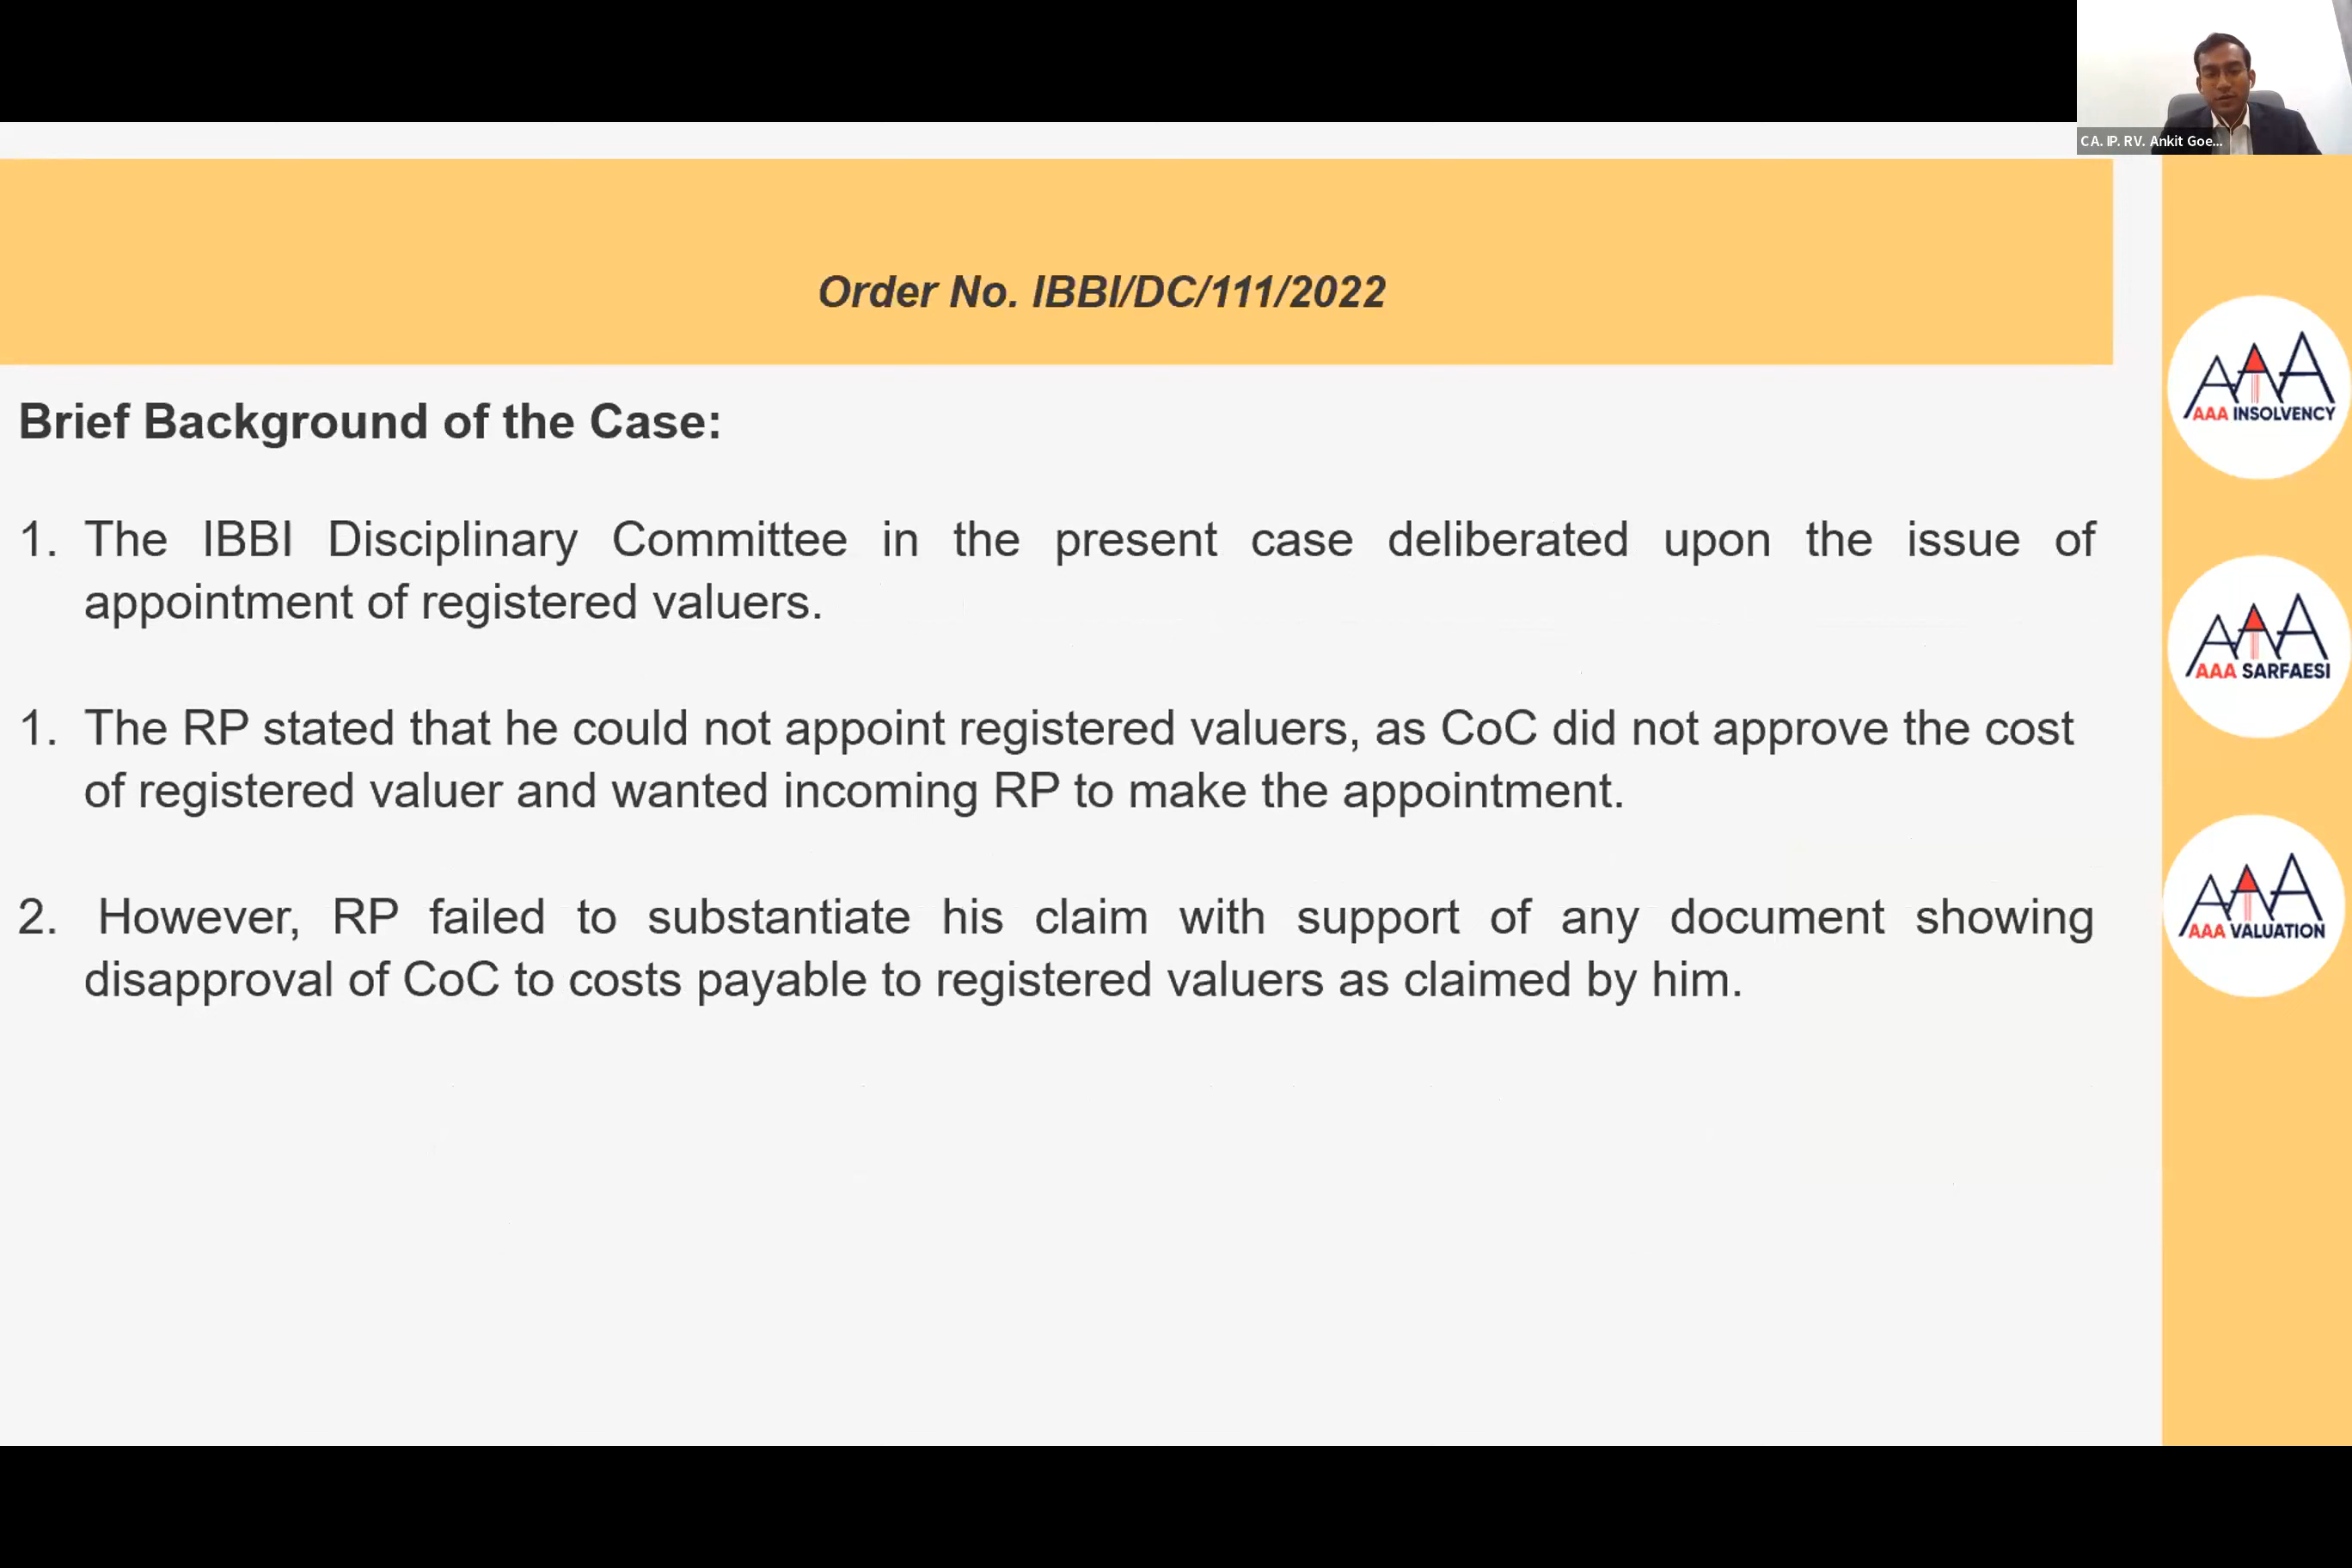 CA. IP. RV. Ankit Goe...
Order No. IBBI/DC/111/2022
Brief Background of the Case:
1. The IBBI Disciplinary Committee in the present case deliberated upon the issue of
appointment of registered valuers.
1. The RP stated that he could not appoint registered valuers, as CoC did not approve the cost
of registered valuer and wanted incoming RP to make the appointment.
2. However, RP failed to substantiate his claim with support of any document showing
disapproval of CoC to costs payable to registered valuers as claimed by him.
AAA
AAA INSOLVENCY
AAA
AAA SARFAESI
AAA
AAA VALUATION